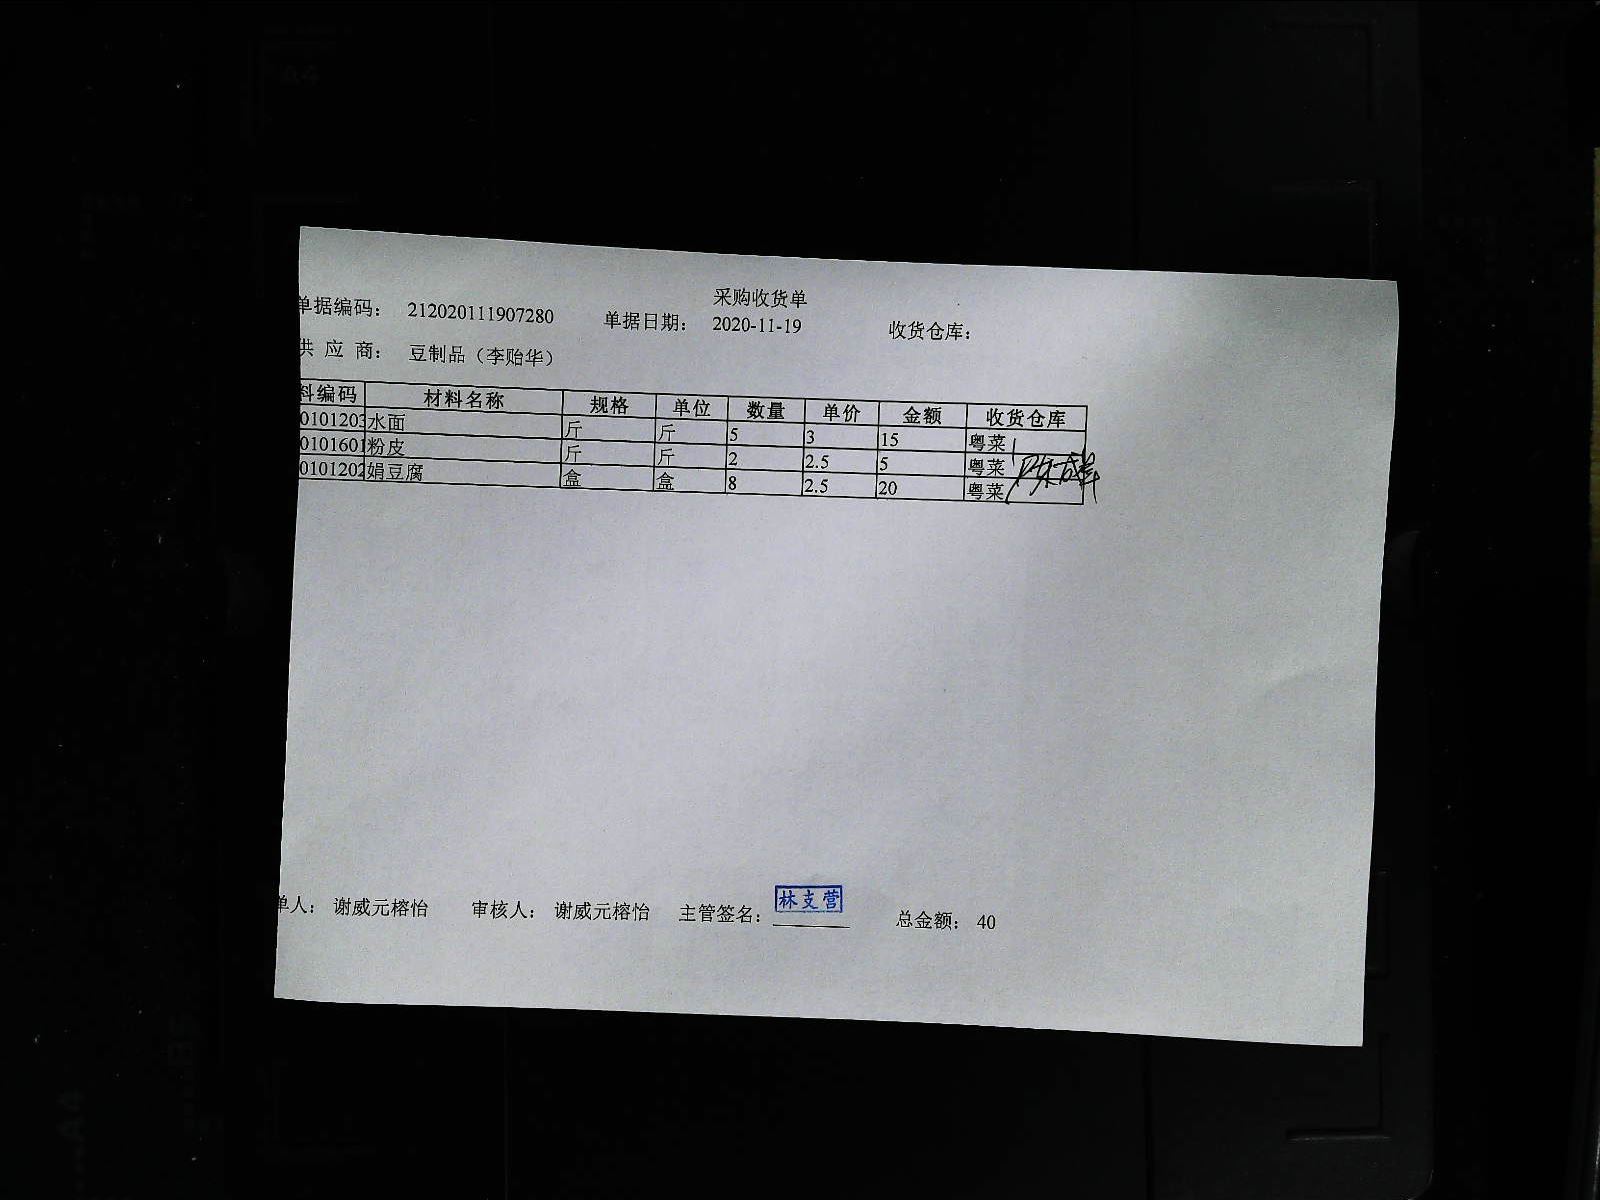 采购收货单
单据编码： 212020111907280 单据日期： 2020-11-19 收货仓库：
供 应 商： 豆制品（李贻华）
料编码 材料名称 规格 单位 数量 单价 金额 收货仓库
0101203 水面 斤 斤 5 3 15 粤菜
0101601 粉皮 斤 斤 2 2.5 5 粤菜
0101202 娟豆腐 盒 盒 8 2.5 20 粤菜
单人： 谢威元榕怡 审核人： 谢威元榕怡 主管签名： 林支营 总金额： 40